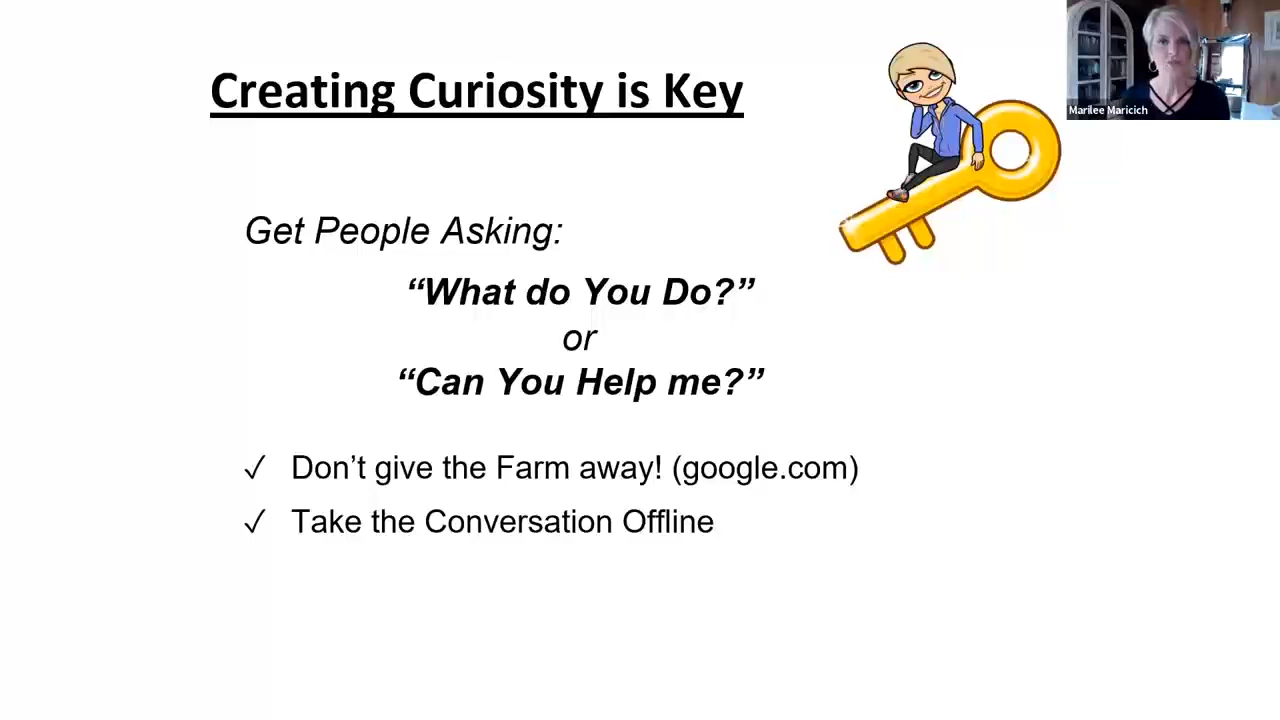 Creating Curiosity is Key
Marilee Maricich
Get People Asking:
“What do You Do?”
or
“Can You Help me?”
✓ Don’t give the Farm away! (google.com)
✓ Take the Conversation Offline